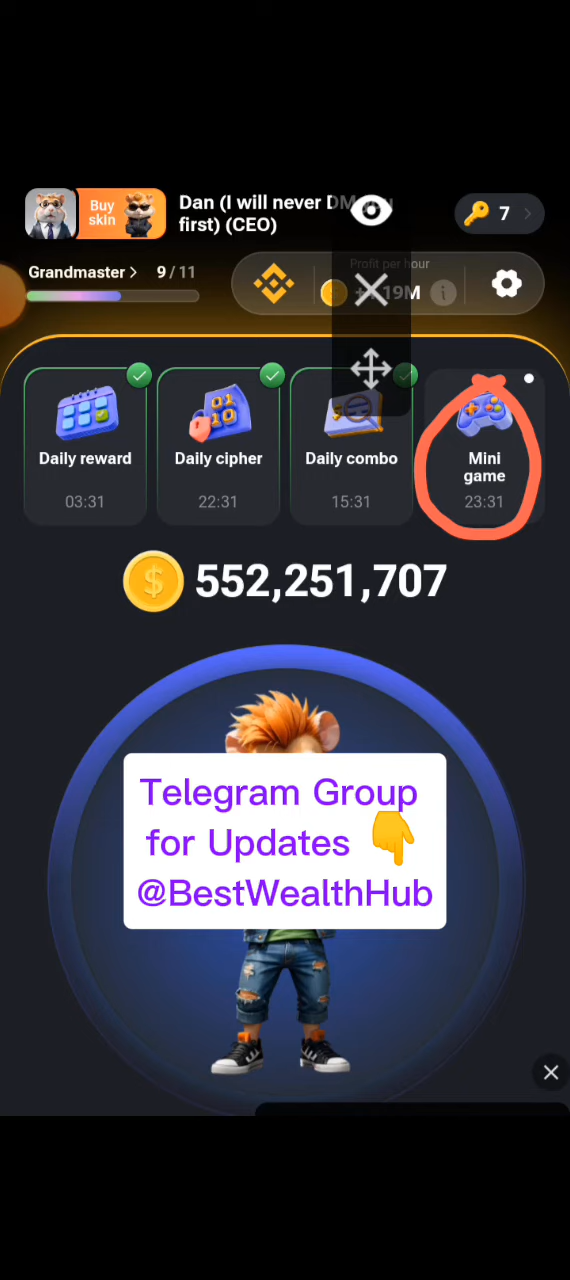 Buy
skin
Dan (I will never DM you
first) (CEO)
7
Grandmaster
9 / 11
Profit per hour
19M
Daily reward
03:31
Daily cipher
22:31
Daily combo
15:31
Mini
game
23:31
$ 552,251,707
Telegram Group
for Updates 👇
@BestWealthHub